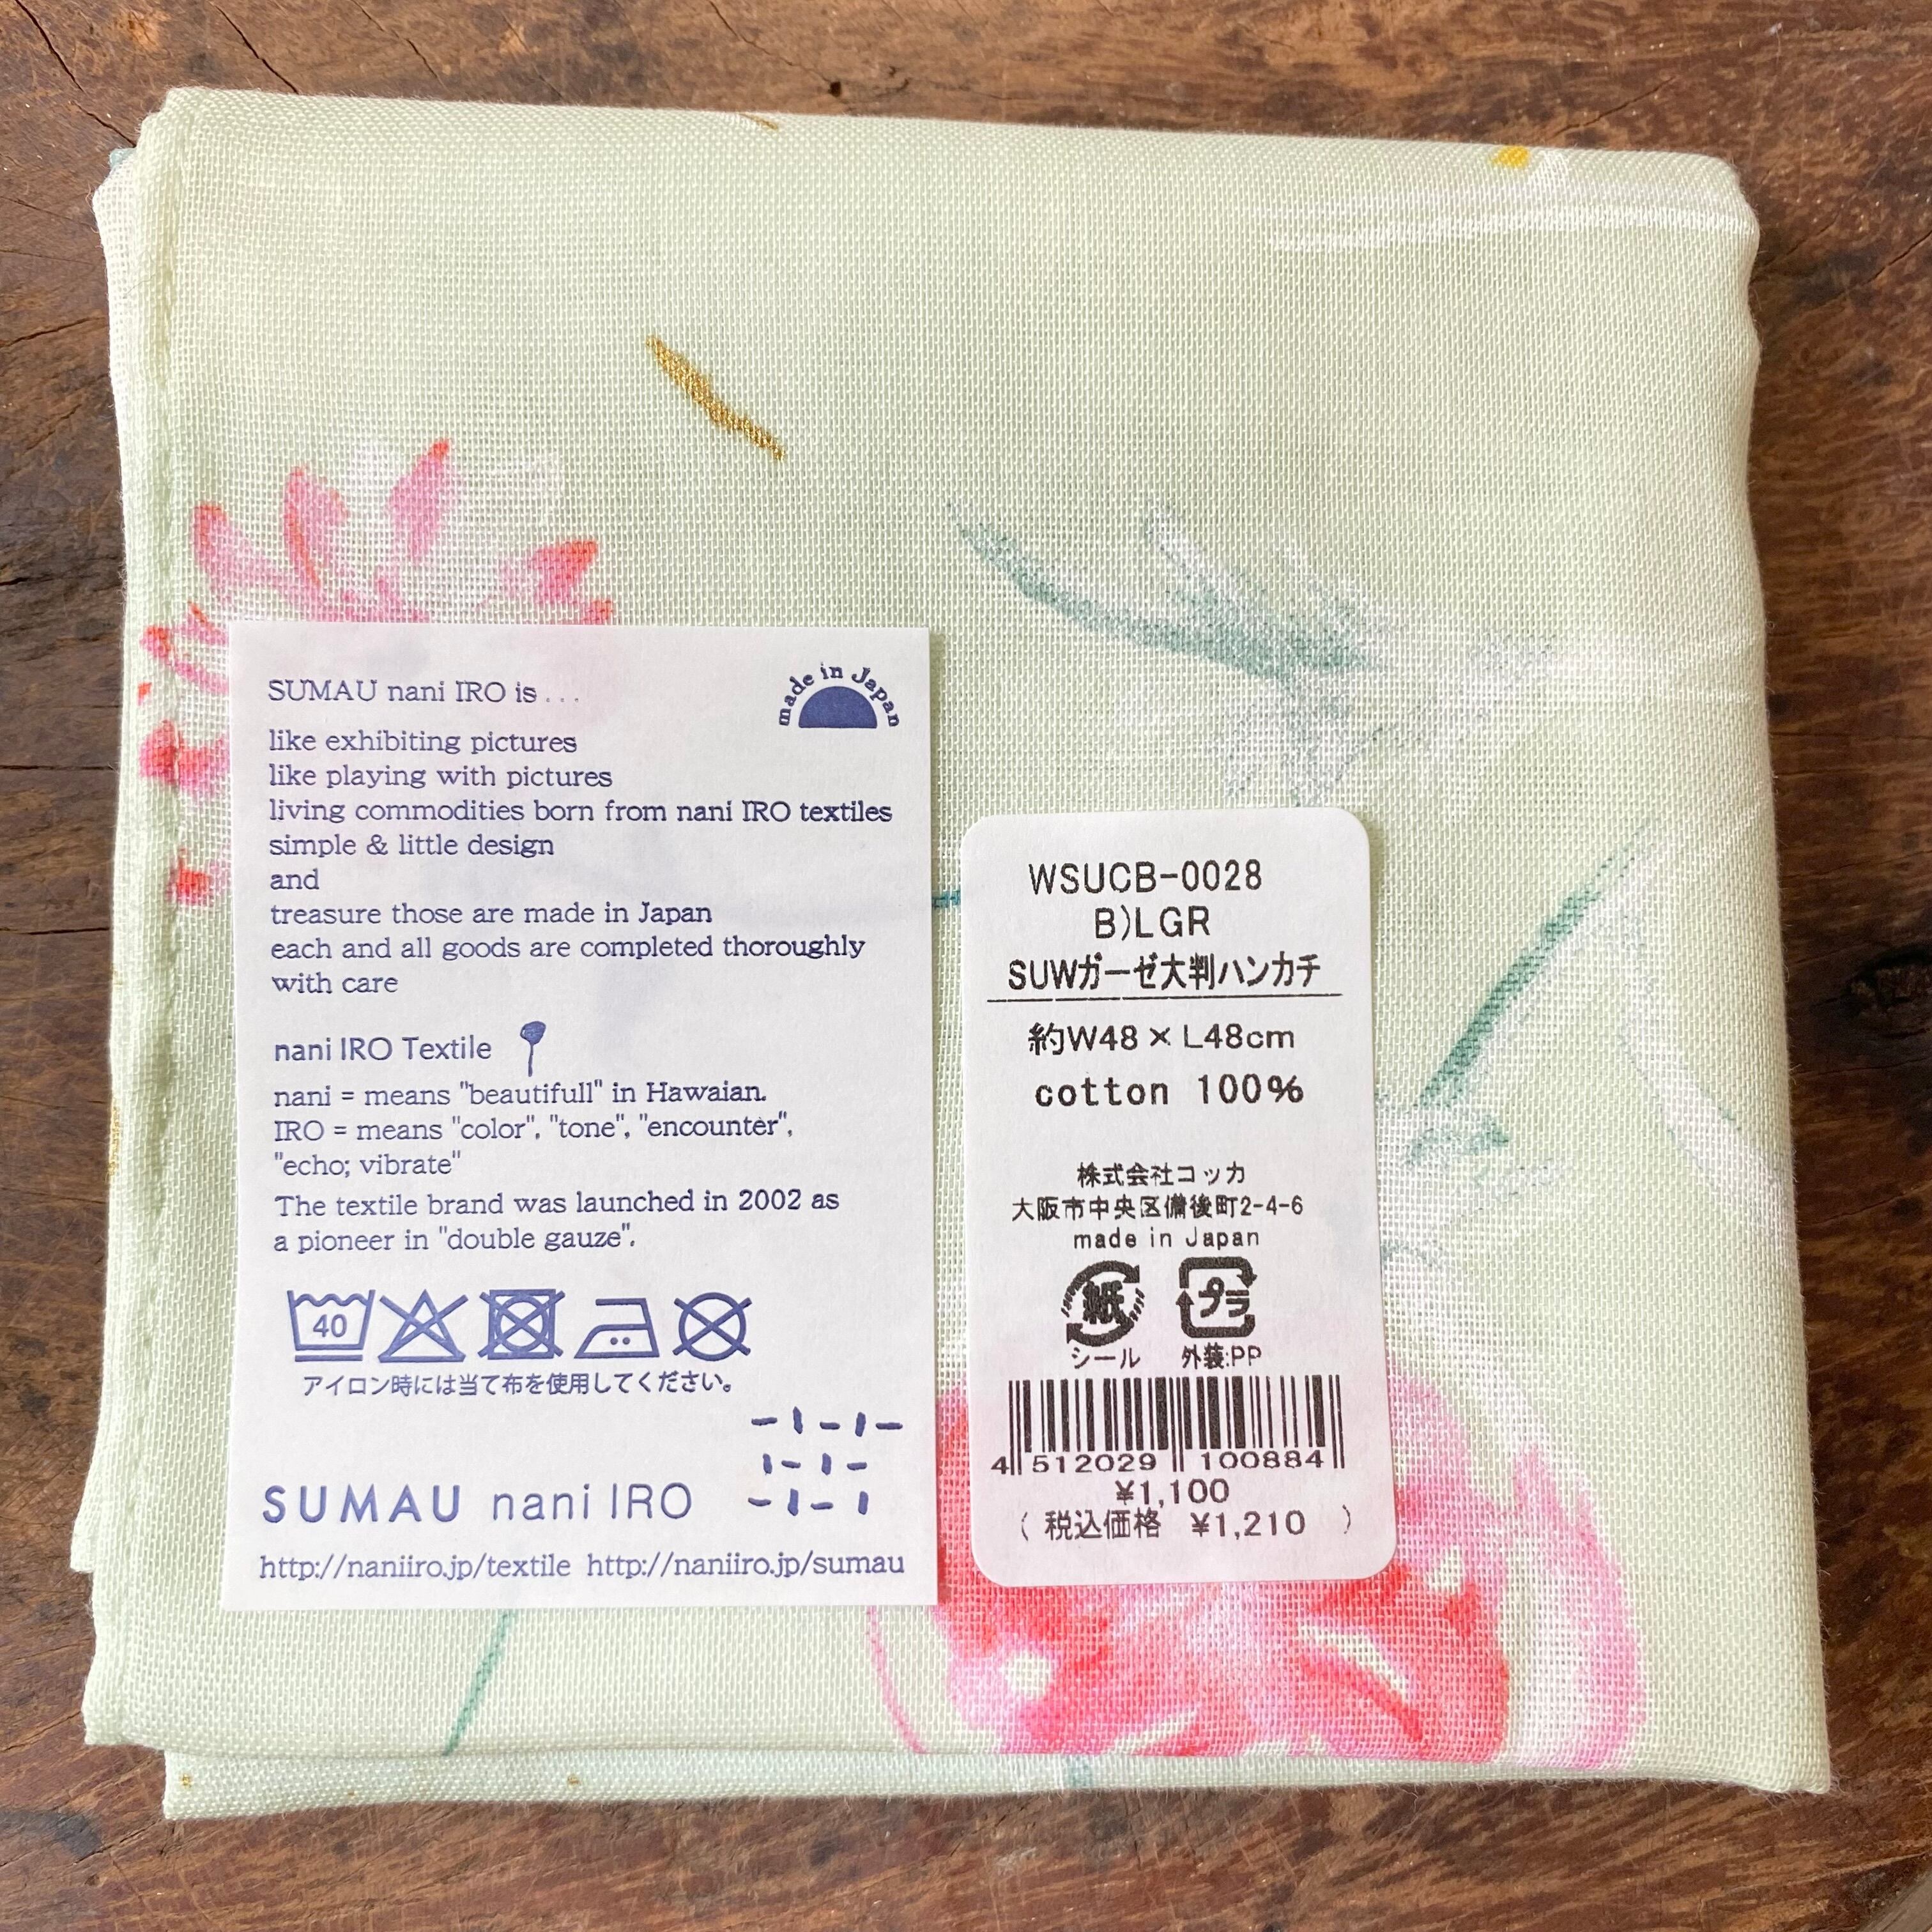 SUMAU nani IRO is...
made in Japan
like exhibiting pictures
like playing with pictures
living commodities born from nani IRO textiles
simple & little design
and
treasure those are made in Japan
each and all goods are completed thoroughly
with care
nani IRO Textile
nani = means "beautifull" in Hawaiian.
IRO = means "color", "tone", "encounter",
"echo; vibrate"
The textile brand was launched in 2002 as
a pioneer in "double gauze".
40
アイロン時には当て布を使用してください。
SUMAU nani IRO
http://naniiro.jp/textile http://naniiro.jp/sumau
WSUCB-0028
B)LGR
SUWガーゼ大判ハンカチ
約W48×L48cm
cotton 100%
株式会社コッカ
大阪市中央区備後町2-4-6
made in Japan
紙 プラ
シール 外装:PP
4 512029 100884
¥1,100
(税込価格 ¥1,210 )